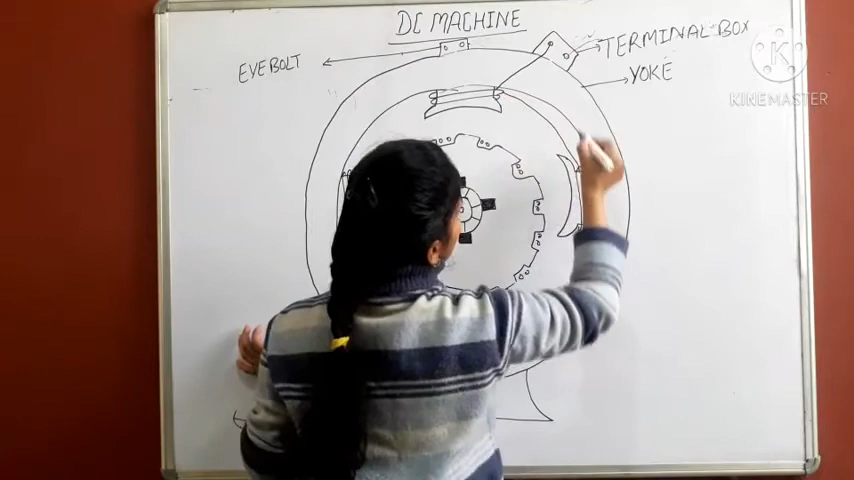 DC MACHINE
EYEBOLT
TERMINAL BOX
YOKE
K
KINEMASTER